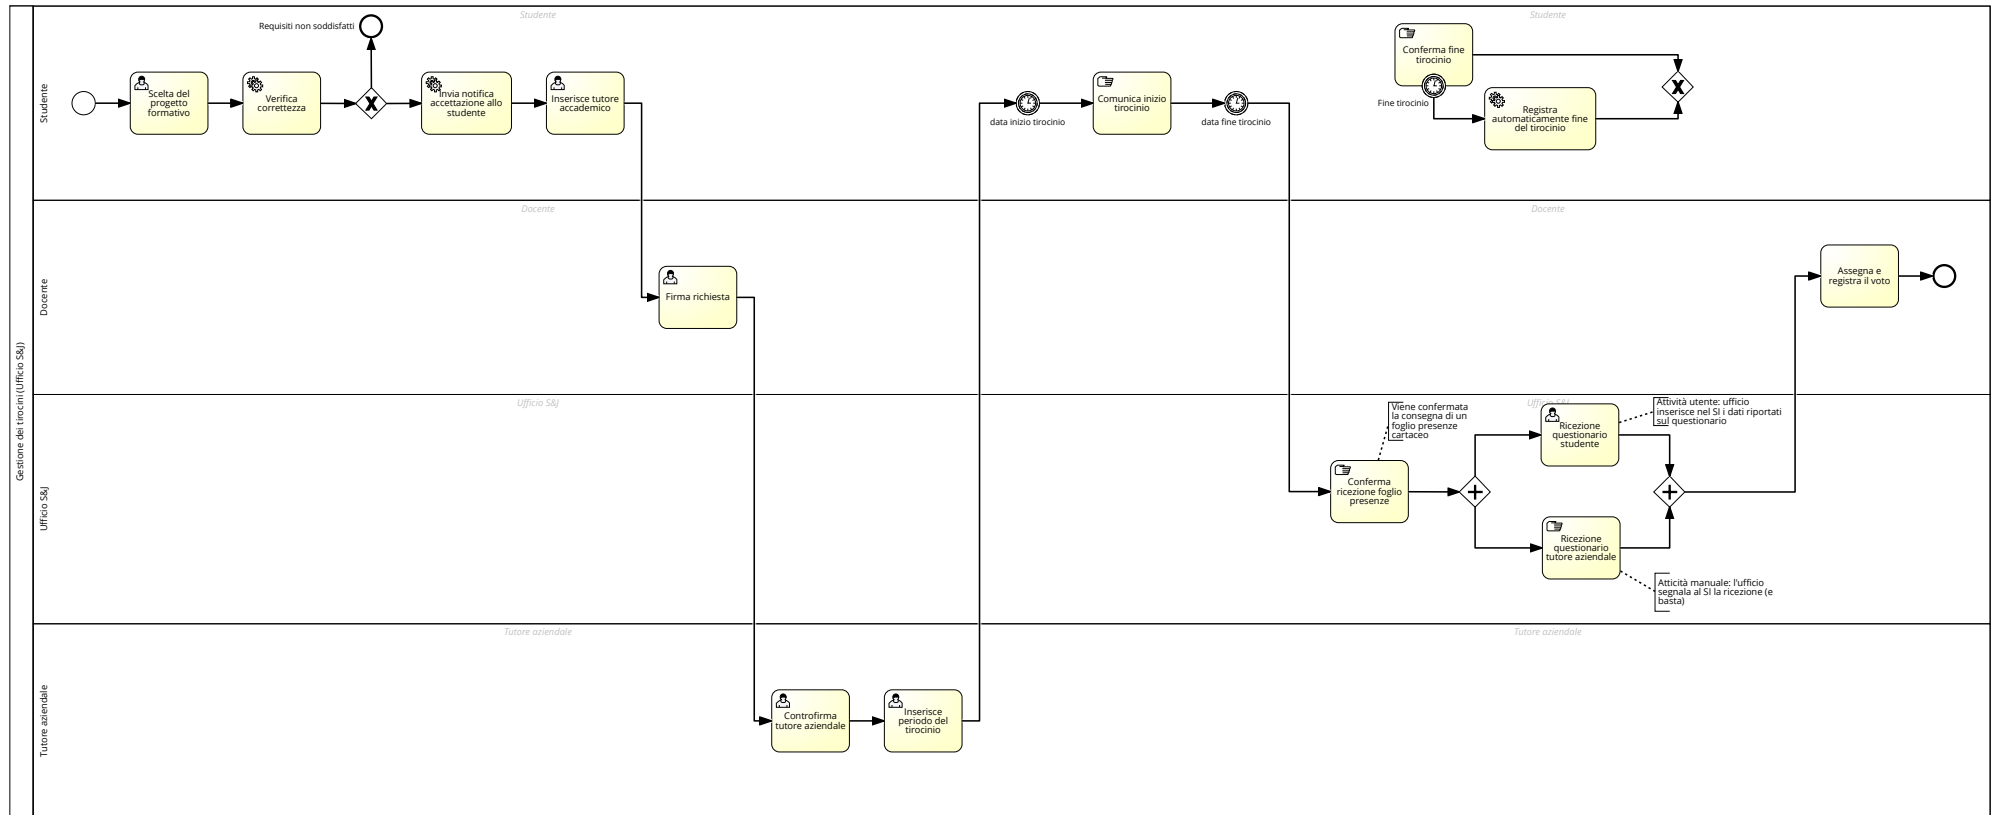 Gestione dei tirocini (Ufficio S&J)
Studente
Studente
Studente
Requisiti non soddisfatti
Scelta del
progetto
formativo
Verifica
correttezza
Invia notifica
accettazione allo
studente
Inserisce tutore
accademico
data inizio tirocinio
Comunica inizio
tirocinio
data fine tirocinio
Conferma fine
tirocinio
Fine tirocinio
Registra
automaticamente fine
del tirocinio
Docente
Docente
Docente
Firma richiesta
Assegna e
registra il voto
Ufficio S&J
Ufficio S&J
Ufficio S&J
Viene confermata
la consegna di un
foglio presenze
cartaceo
Conferma
ricezione foglio
presenze
Ricezione
questionario
studente
Attività utente: ufficio
inserisce nel SI i dati riportati
sul questionario
Ricezione
questionario
tutore aziendale
Atticità manuale: l'ufficio
segnala al SI la ricezione (e
basta)
Tutore aziendale
Tutore aziendale
Tutore aziendale
Controfirma
tutore aziendale
Inserisce
periodo del
tirocinio